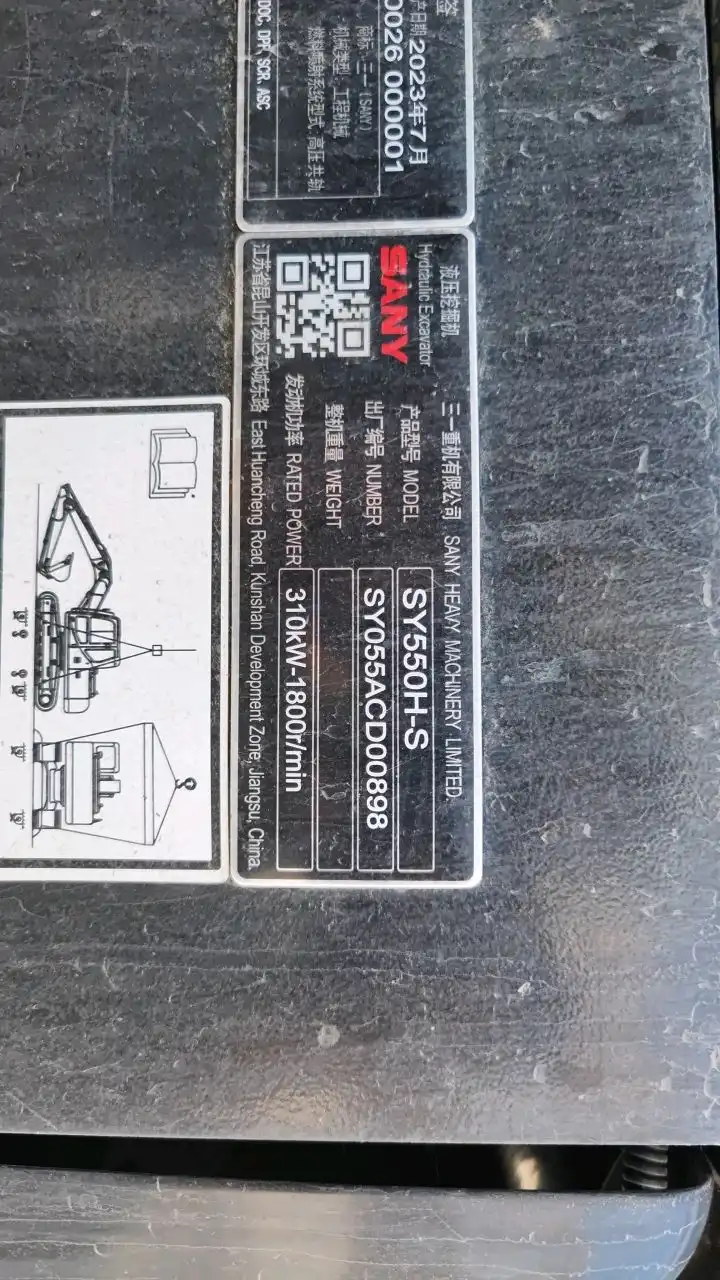 签
产日期 2023年7月
0026 000001
商标:三一(SANY)
机械类型:工程机械
燃料喷射系统型式:高压共轨
DOC, DPF, SCR, ASC
液压挖掘机
Hydraulic Excavator
SANY
三一重机有限公司 SANY HEAVY MACHINERY LIMITED.
产品型号 MODEL SY550H-S
出厂编号 NUMBER SY055ACD00898
整机重量 WEIGHT
发动机功率 RATED POWER 310kW-1800r/min
江苏省昆山开发区环城东路 East Huancheng Road, Kunshan Development Zone, Jiangsu, China.